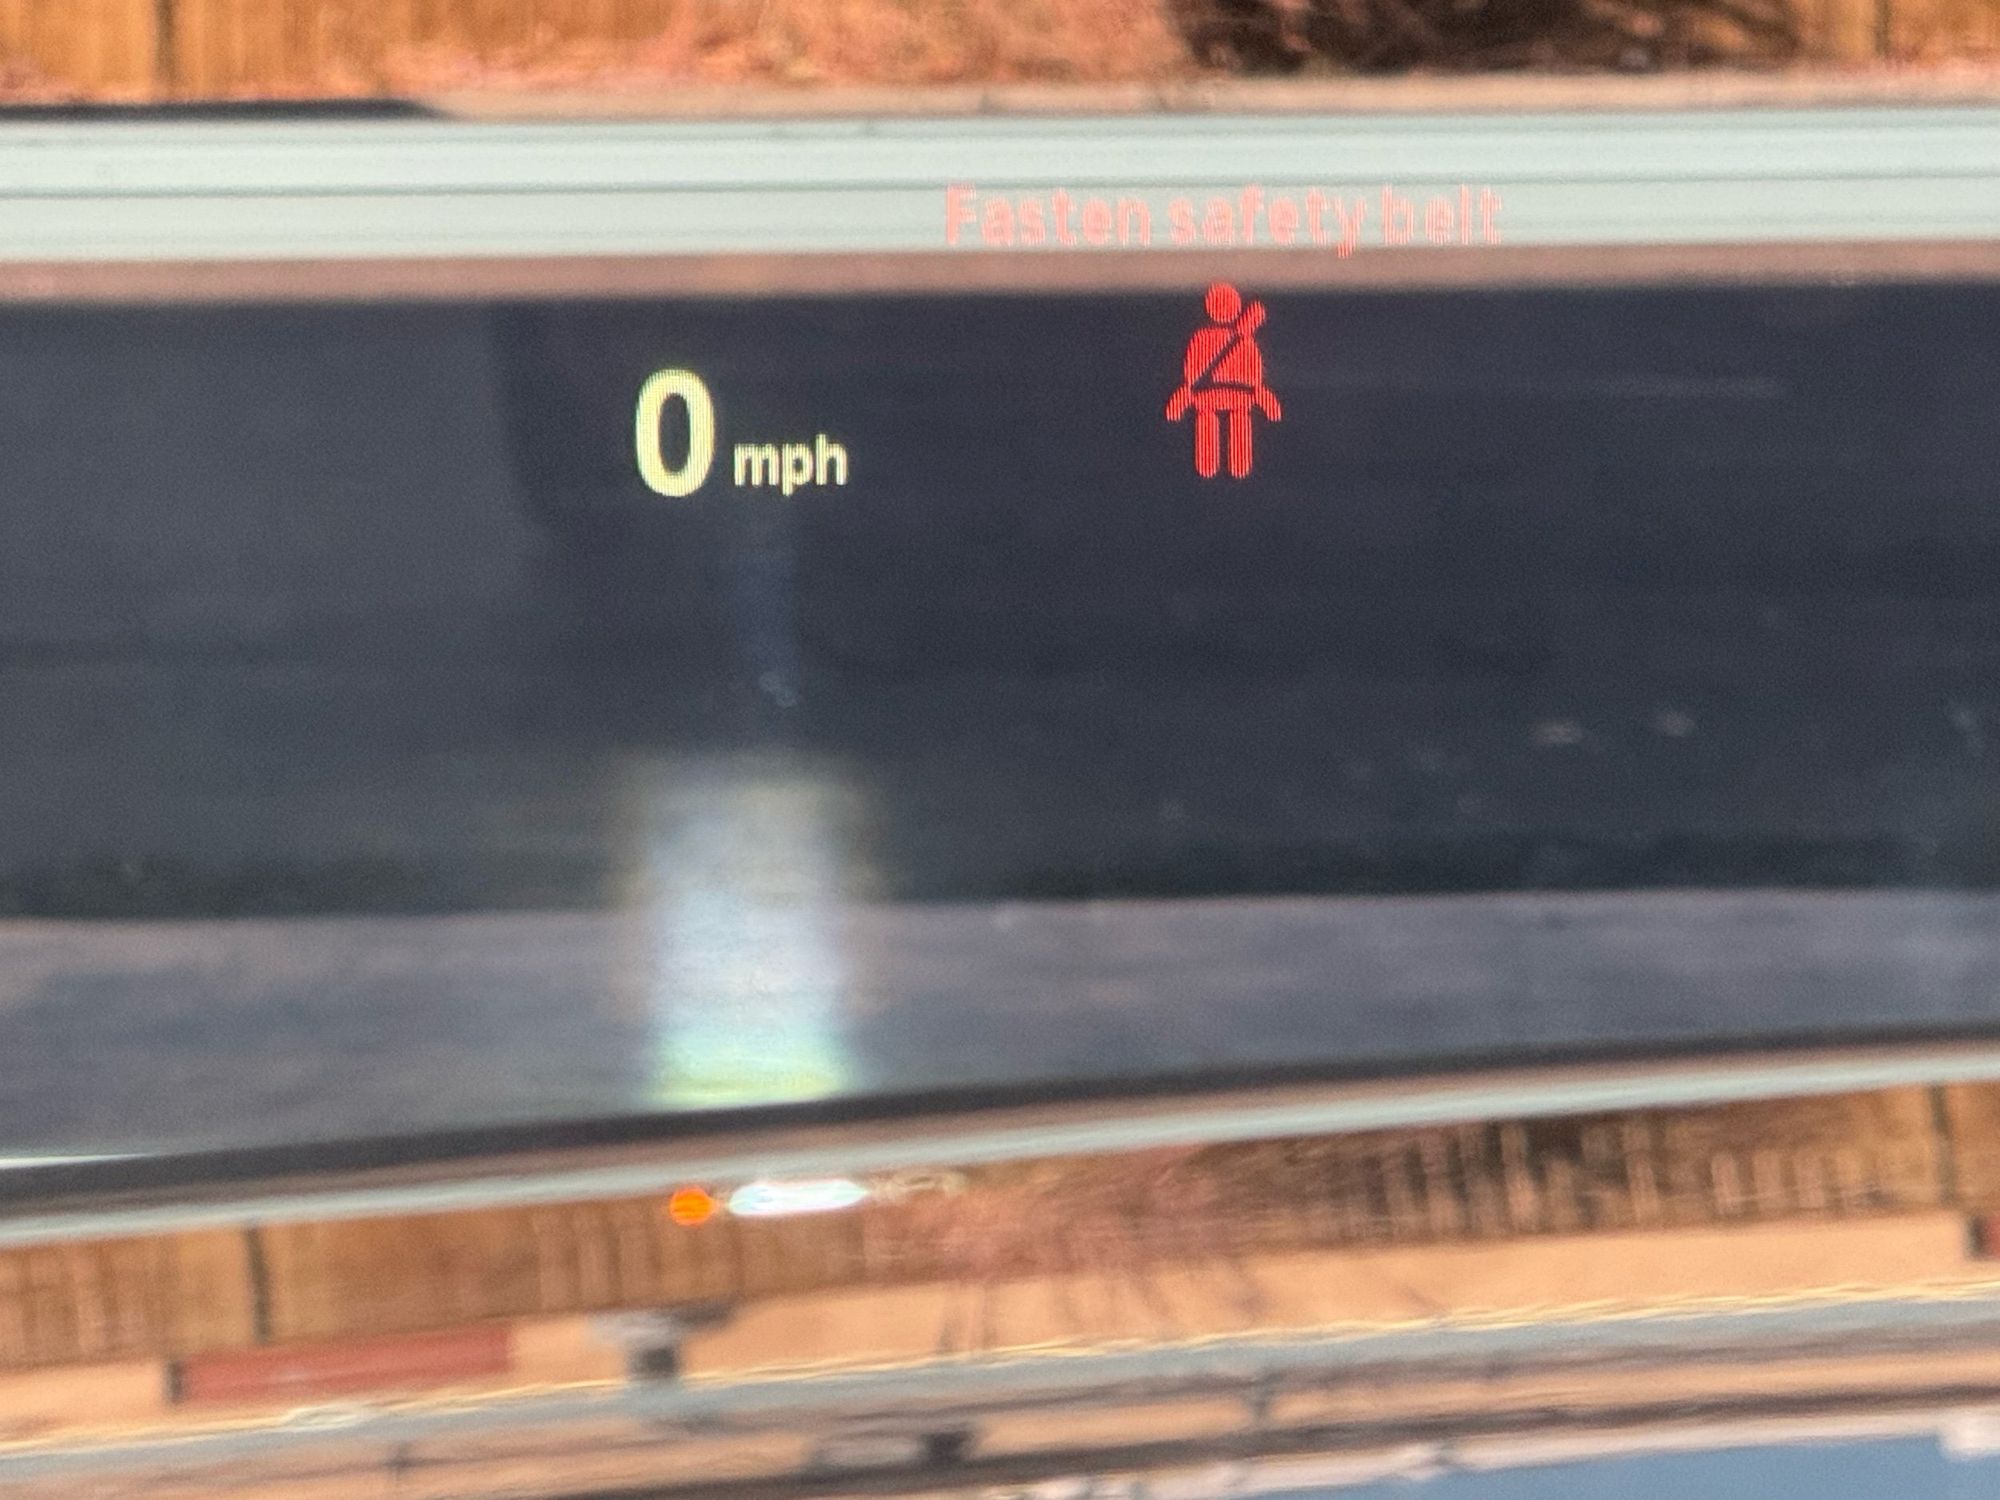 Fasten safety belt
0 mph